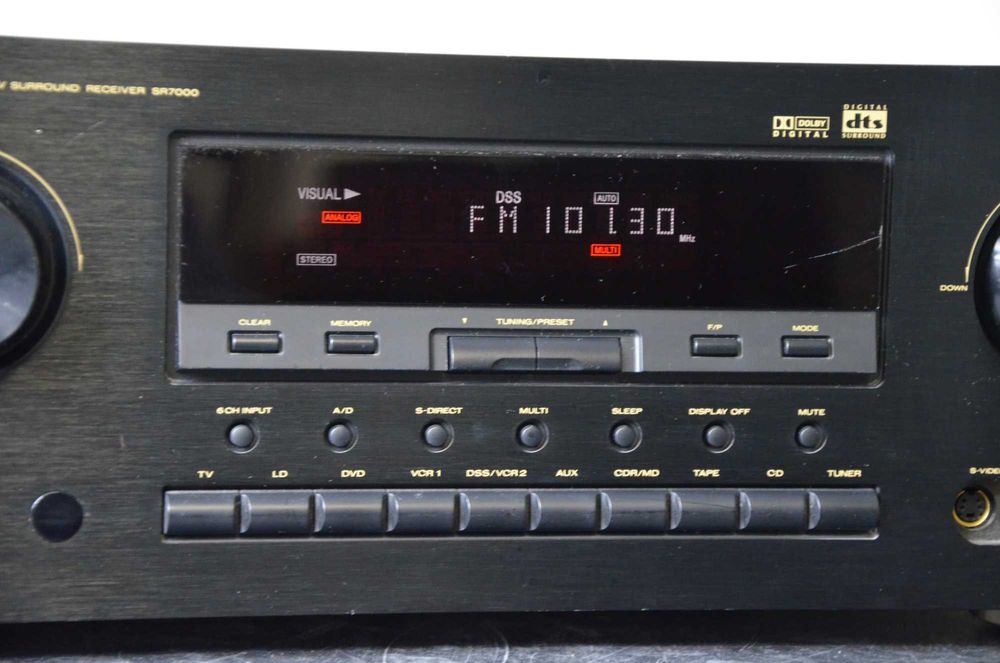 SURROUND RECEIVER SR7000
DOLBY
DIGITAL
DIGITAL
dts
SURROUND
VISUAL
DSS
AUTO
ANALOG
FM 101.30
MHz
MULTI
STEREO
DOWN
CLEAR
MEMORY
TUNING/PRESET
F/P
MODE
6CH INPUT
A/D
S-DIRECT
MULTI
SLEEP
DISPLAY OFF
MUTE
TV
LD
DVD
VCR 1
DSS/VCR 2
AUX
CDR/MD
TAPE
CD
TUNER